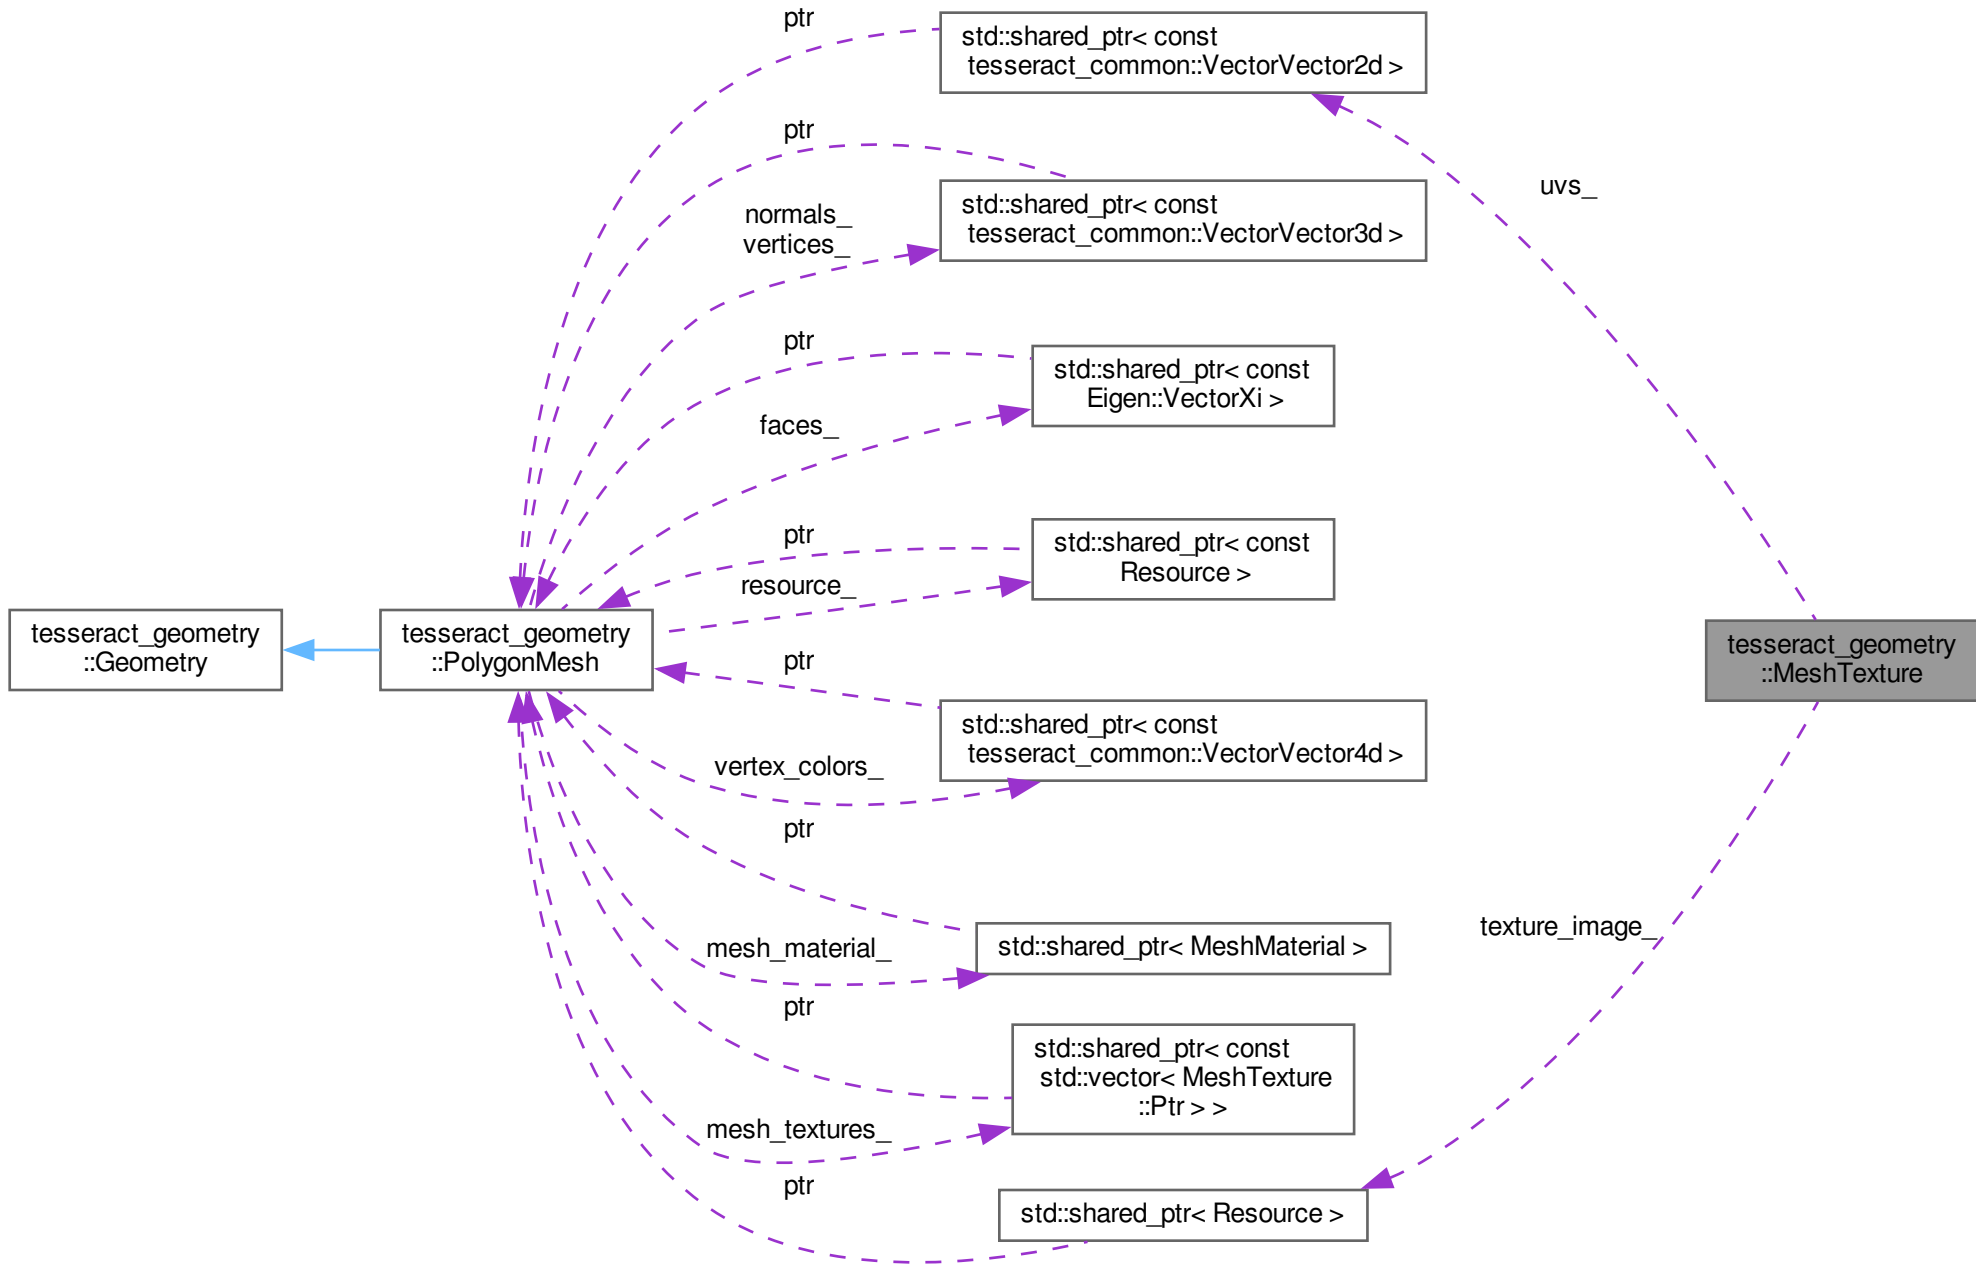 ptr
std::shared_ptr< const
tesseract_common::VectorVector2d >
ptr
uvs_
std::shared_ptr< const
tesseract_common::VectorVector3d >
normals_
vertices_
ptr
std::shared_ptr< const
Eigen::VectorXi >
faces_
ptr
std::shared_ptr< const
Resource >
resource_
tesseract_geometry
::Geometry
tesseract_geometry
::PolygonMesh
tesseract_geometry
::MeshTexture
ptr
std::shared_ptr< const
tesseract_common::VectorVector4d >
vertex_colors_
ptr
std::shared_ptr< MeshMaterial >
mesh_material_
texture_image_
ptr
std::shared_ptr< const
std::vector< MeshTexture
::Ptr > >
mesh_textures_
ptr
std::shared_ptr< Resource >